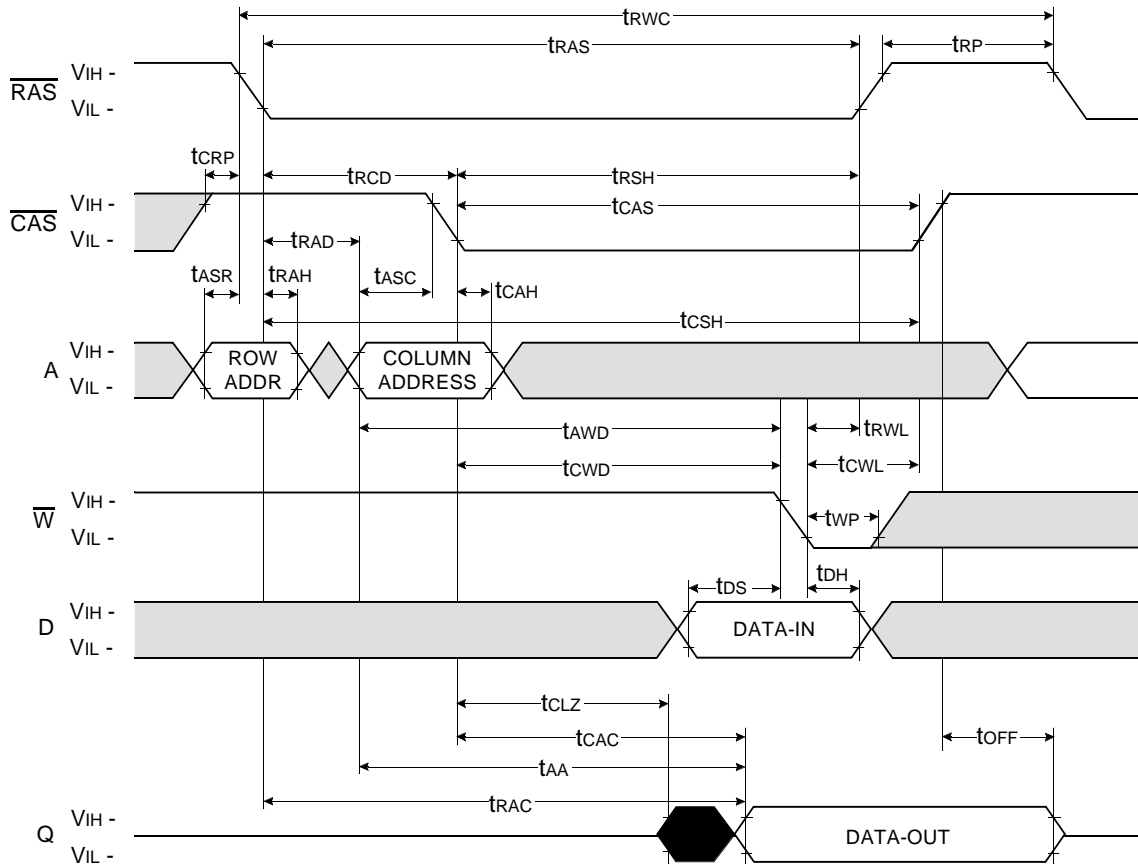 tRWC
tRAS
tRP
RAS
VIH -
VIL -
tCRP
tRCD
tRSH
CAS
VIH -
VIL -
tCAS
tRAD
tASR
tRAH
tASC
tCAH
tCSH
A
VIH -
VIL -
ROW
ADDR
COLUMN
ADDRESS
tAWD
tRWL
tCWD
tCWL
W
VIH -
VIL -
tWP
tDS
tDH
D
VIH -
VIL -
DATA-IN
tCLZ
tCAC
tOFF
tAA
tRAC
Q
VIH -
VIL -
DATA-OUT